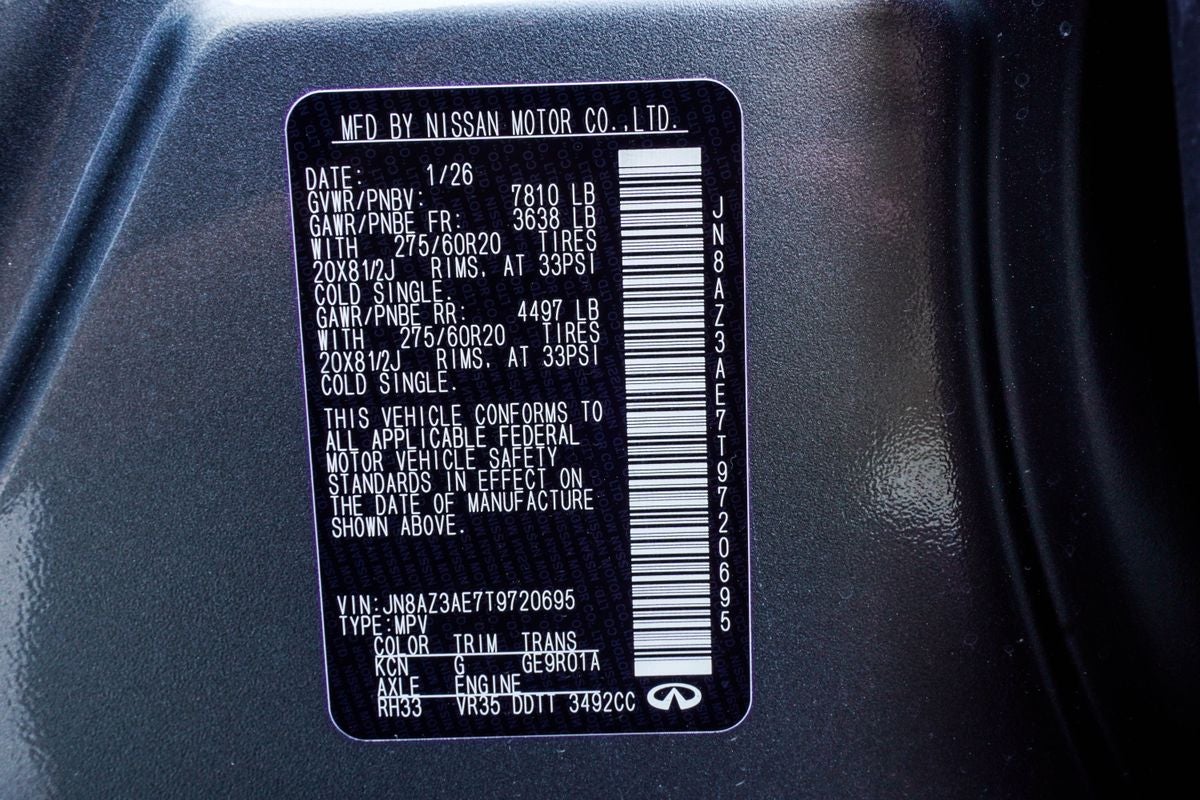 MFD BY NISSAN MOTOR CO.,LTD.
DATE: 1/26
GVWR/PNBV: 7810 LB
GAWR/PNBE FR: 3638 LB
WITH 275/60R20 TIRES
20X81/2J RIMS, AT 33PSI
COLD SINGLE.
GAWR/PNBE RR: 4497 LB
WITH 275/60R20 TIRES
20X81/2J RIMS, AT 33PSI
COLD SINGLE.
THIS VEHICLE CONFORMS TO
ALL APPLICABLE FEDERAL
MOTOR VEHICLE SAFETY
STANDARDS IN EFFECT ON
THE DATE OF MANUFACTURE
SHOWN ABOVE.
VIN:JN8AZ3AE7T9720695
TYPE:MPV
COLOR TRIM TRANS
KCN G GE9R01A
AXLE ENGINE
RH33 VR35 DDTT 3492CC
JN8AZ3AE7T9720695